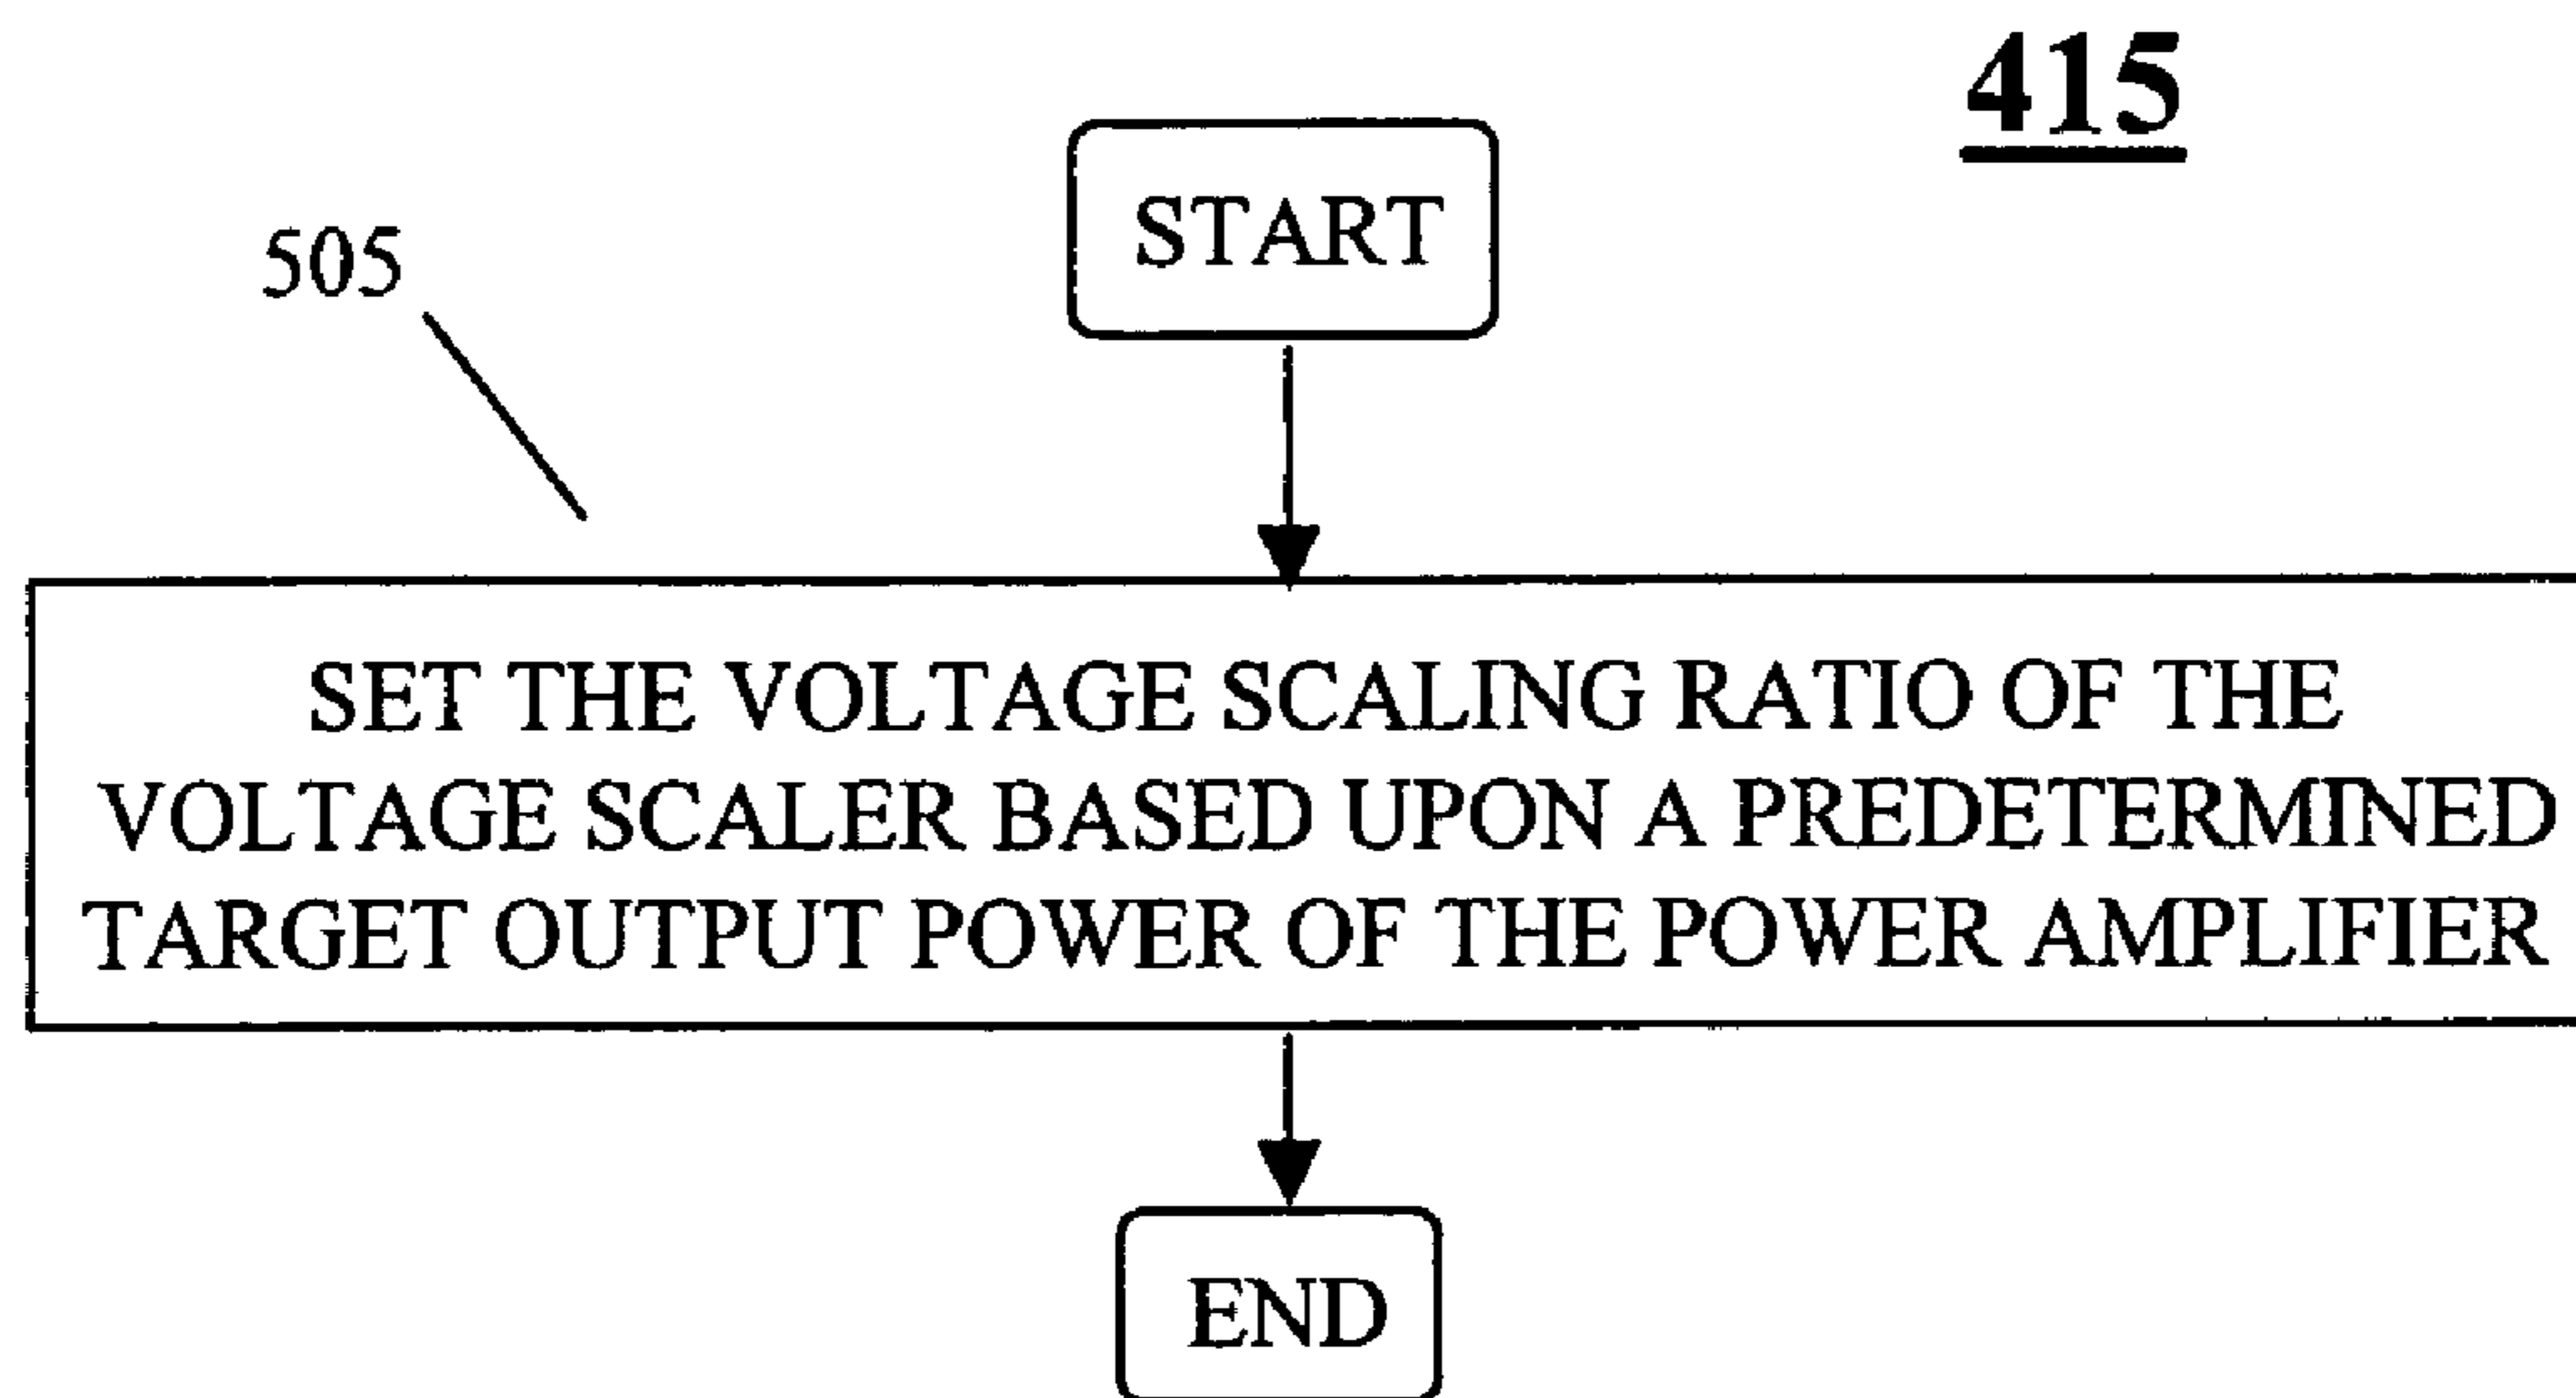 415
START
505
SET THE VOLTAGE SCALING RATIO OF THE
VOLTAGE SCALER BASED UPON A PREDETERMINED
TARGET OUTPUT POWER OF THE POWER AMPLIFIER
END